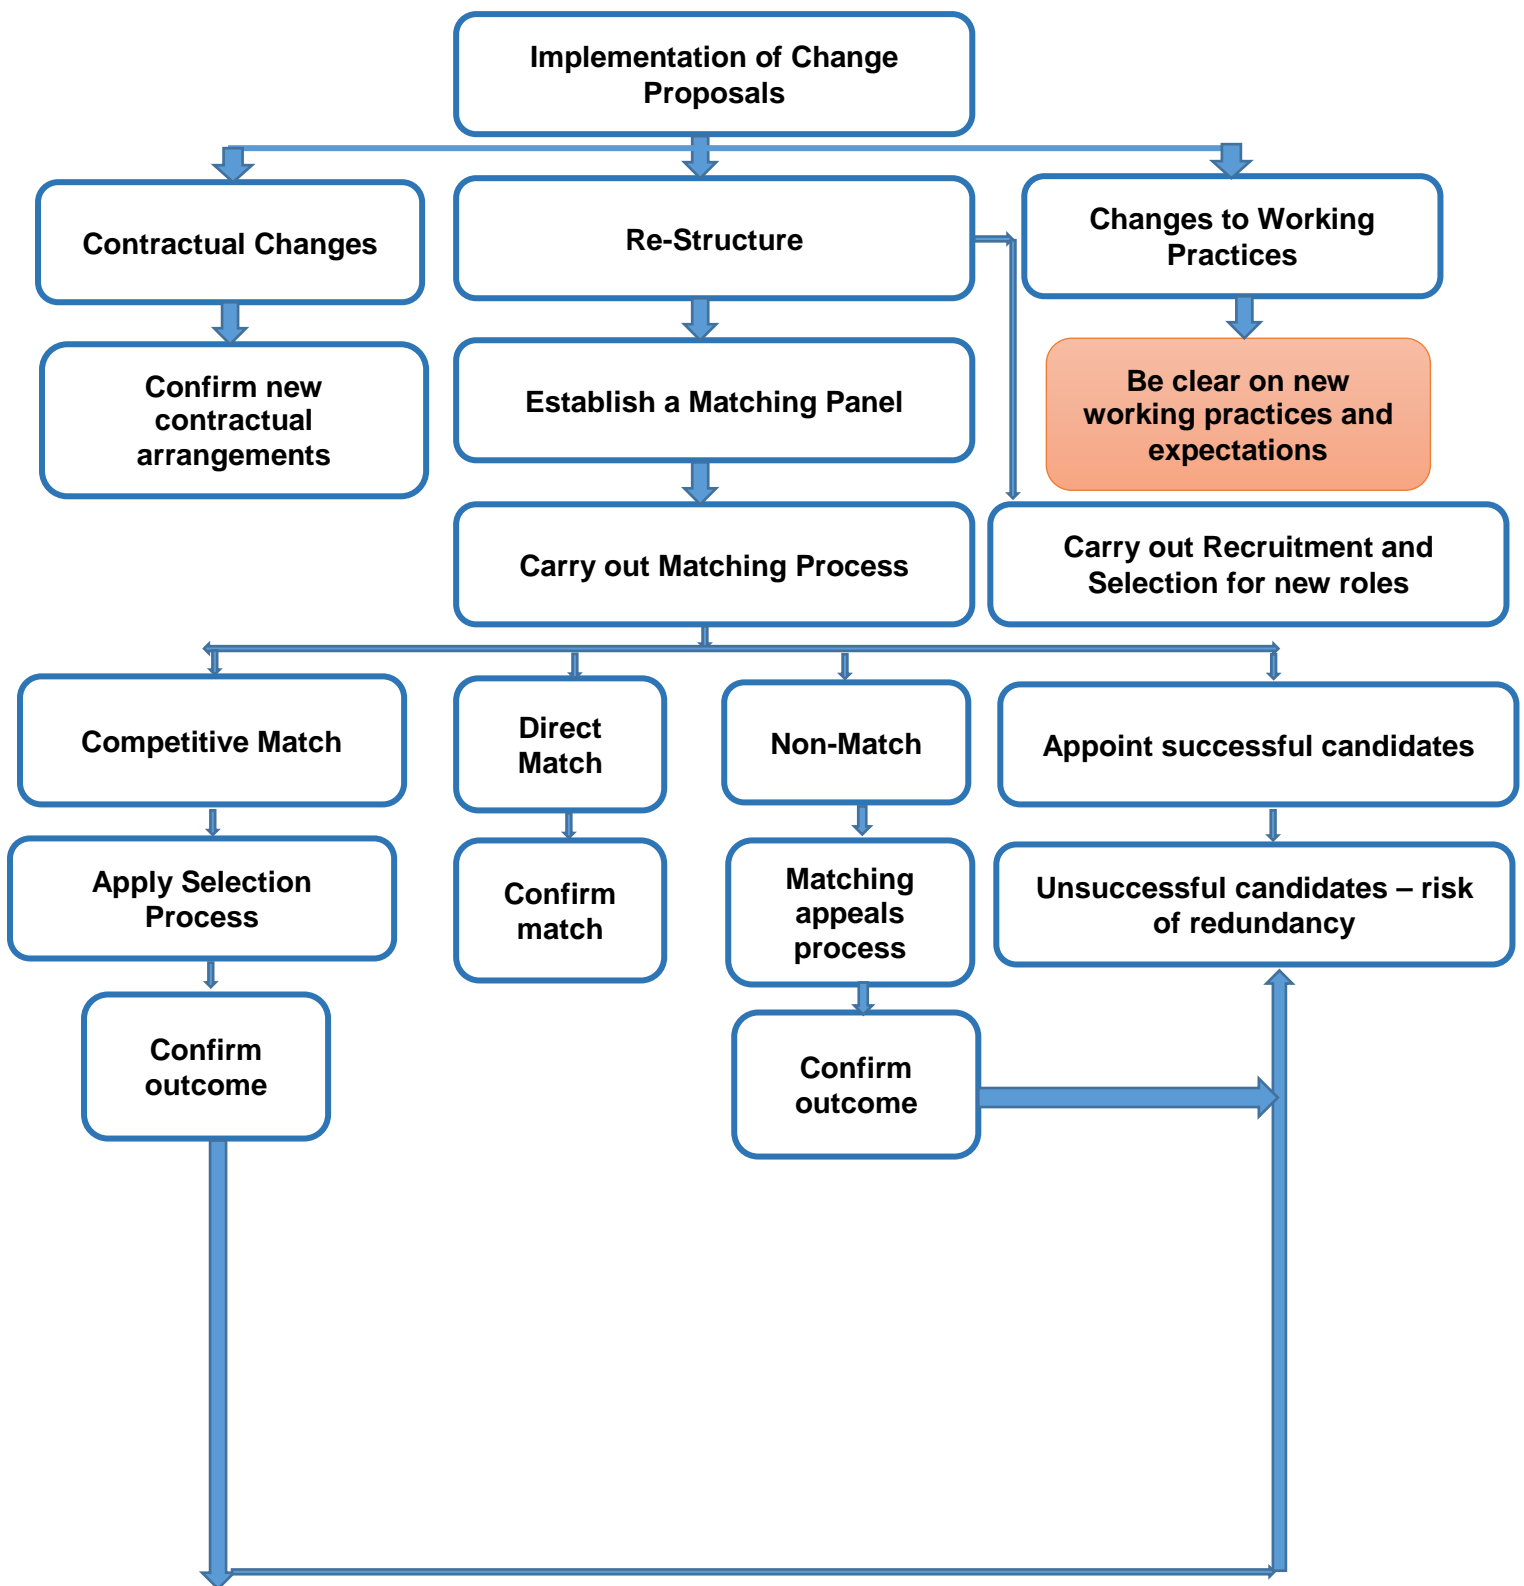 Implementation of Change
Proposals
Contractual Changes
Re-Structure
Changes to Working
Practices
Confirm new
contractual
arrangements
Establish a Matching Panel
Be clear on new
working practices and
expectations
Carry out Matching Process
Carry out Recruitment and
Selection for new roles
Competitive Match
Direct
Match
Non-Match
Appoint successful candidates
Apply Selection
Process
Confirm
match
Matching
appeals
process
Unsuccessful candidates – risk
of redundancy
Confirm
outcome
Confirm
outcome